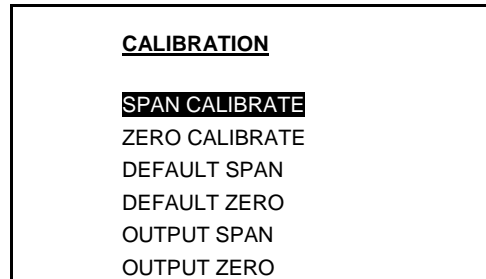 CALIBRATION
SPAN CALIBRATE
ZERO CALIBRATE
DEFAULT SPAN
DEFAULT ZERO
OUTPUT SPAN
OUTPUT ZERO